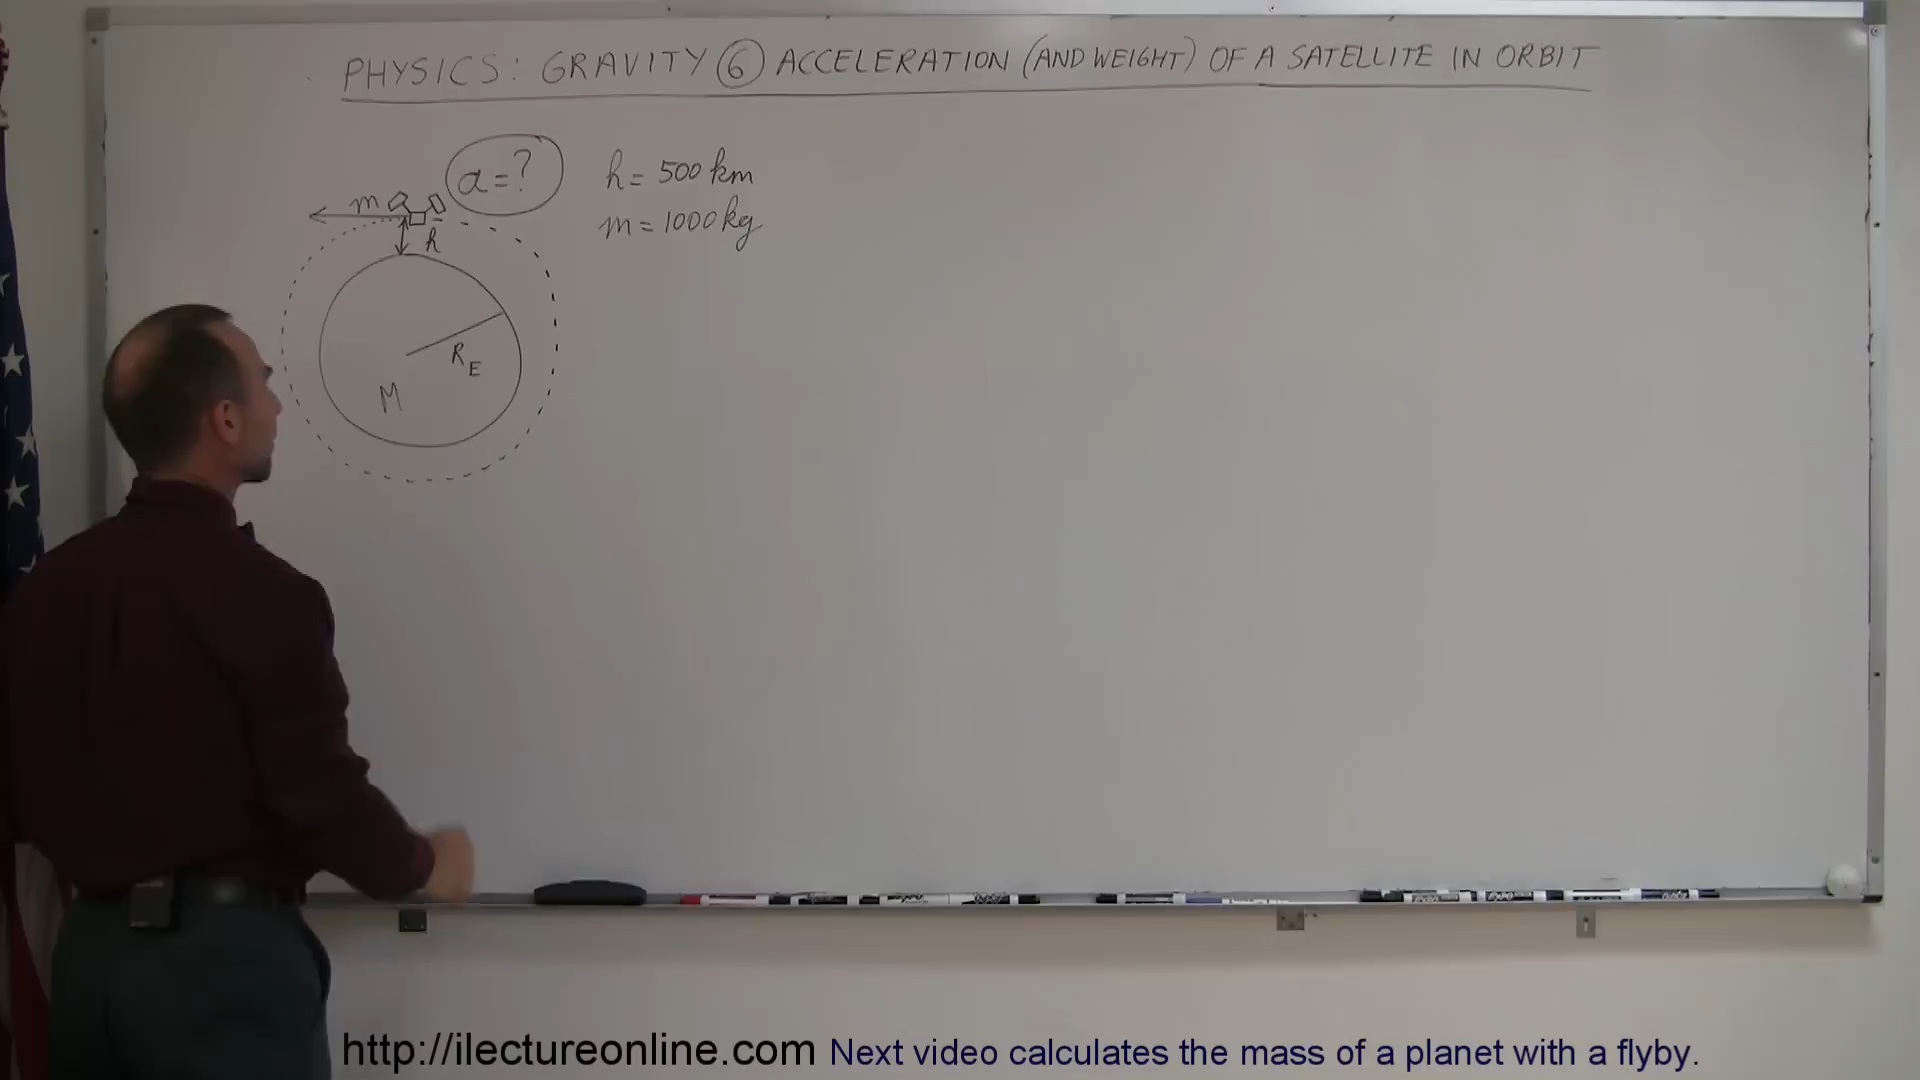 PHYSICS: GRAVITY ⑥ ACCELERATION (AND WEIGHT) OF A SATELLITE IN ORBIT
a = ?
h = 500 km
m
m = 1000 kg
h
R_E
M
http://ilectureonline.com Next video calculates the mass of a planet with a flyby.